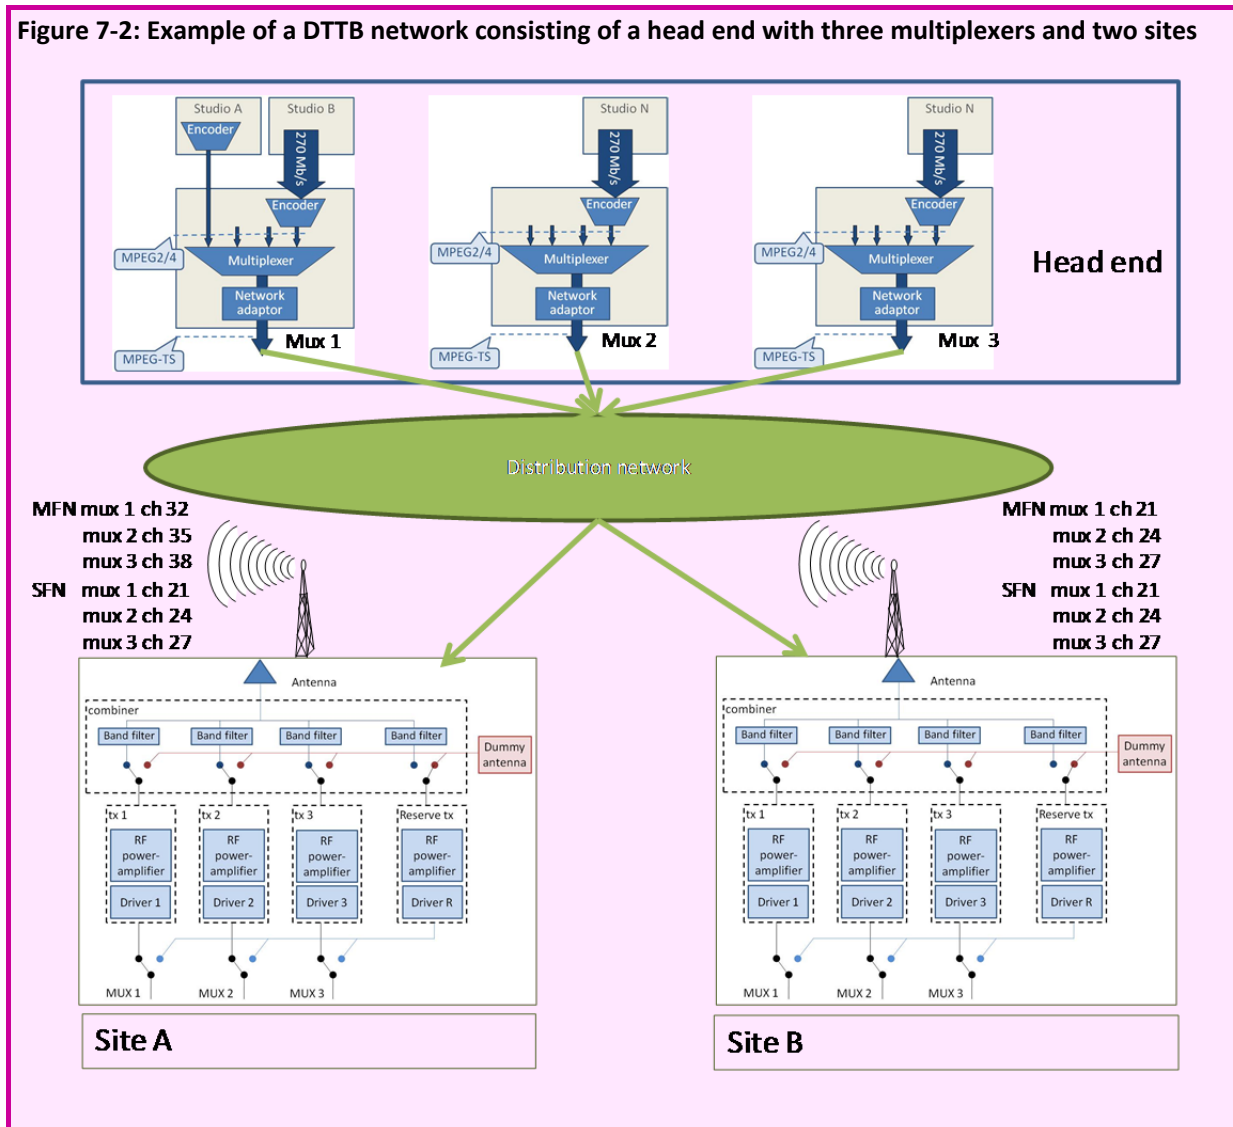 Figure 7-2: Example of a DTTB network consisting of a head end with three multiplexers and two sites
Studio A
Encoder
Studio B
270 Mb/s
Encoder
MPEG2/4
Multiplexer
Network
adaptor
MPEG-TS
Mux 1
Studio N
270 Mb/s
Encoder
MPEG2/4
Multiplexer
Network
adaptor
MPEG-TS
Mux 2
Studio N
270 Mb/s
Encoder
MPEG2/4
Multiplexer
Network
adaptor
MPEG-TS
Mux 3
Head end
Distribution network
MFN mux 1 ch 32
mux 2 ch 35
mux 3 ch 38
SFN mux 1 ch 21
mux 2 ch 24
mux 3 ch 27
MFN mux 1 ch 21
mux 2 ch 24
mux 3 ch 27
SFN mux 1 ch 21
mux 2 ch 24
mux 3 ch 27
Antenna
combiner
Band filter
Band filter
Band filter
Band filter
Dummy
antenna
tx 1
RF
power-
amplifier
Driver 1
tx 2
RF
power-
amplifier
Driver 2
tx 3
RF
power-
amplifier
Driver 3
Reserve tx
RF
power-
amplifier
Driver R
MUX 1
MUX 2
MUX 3
Site A
Antenna
combiner
Band filter
Band filter
Band filter
Band filter
Dummy
antenna
tx 1
RF
power-
amplifier
Driver 1
tx 2
RF
power-
amplifier
Driver 2
tx 3
RF
power-
amplifier
Driver 3
Reserve tx
RF
power-
amplifier
Driver R
MUX 1
MUX 2
MUX 3
Site B